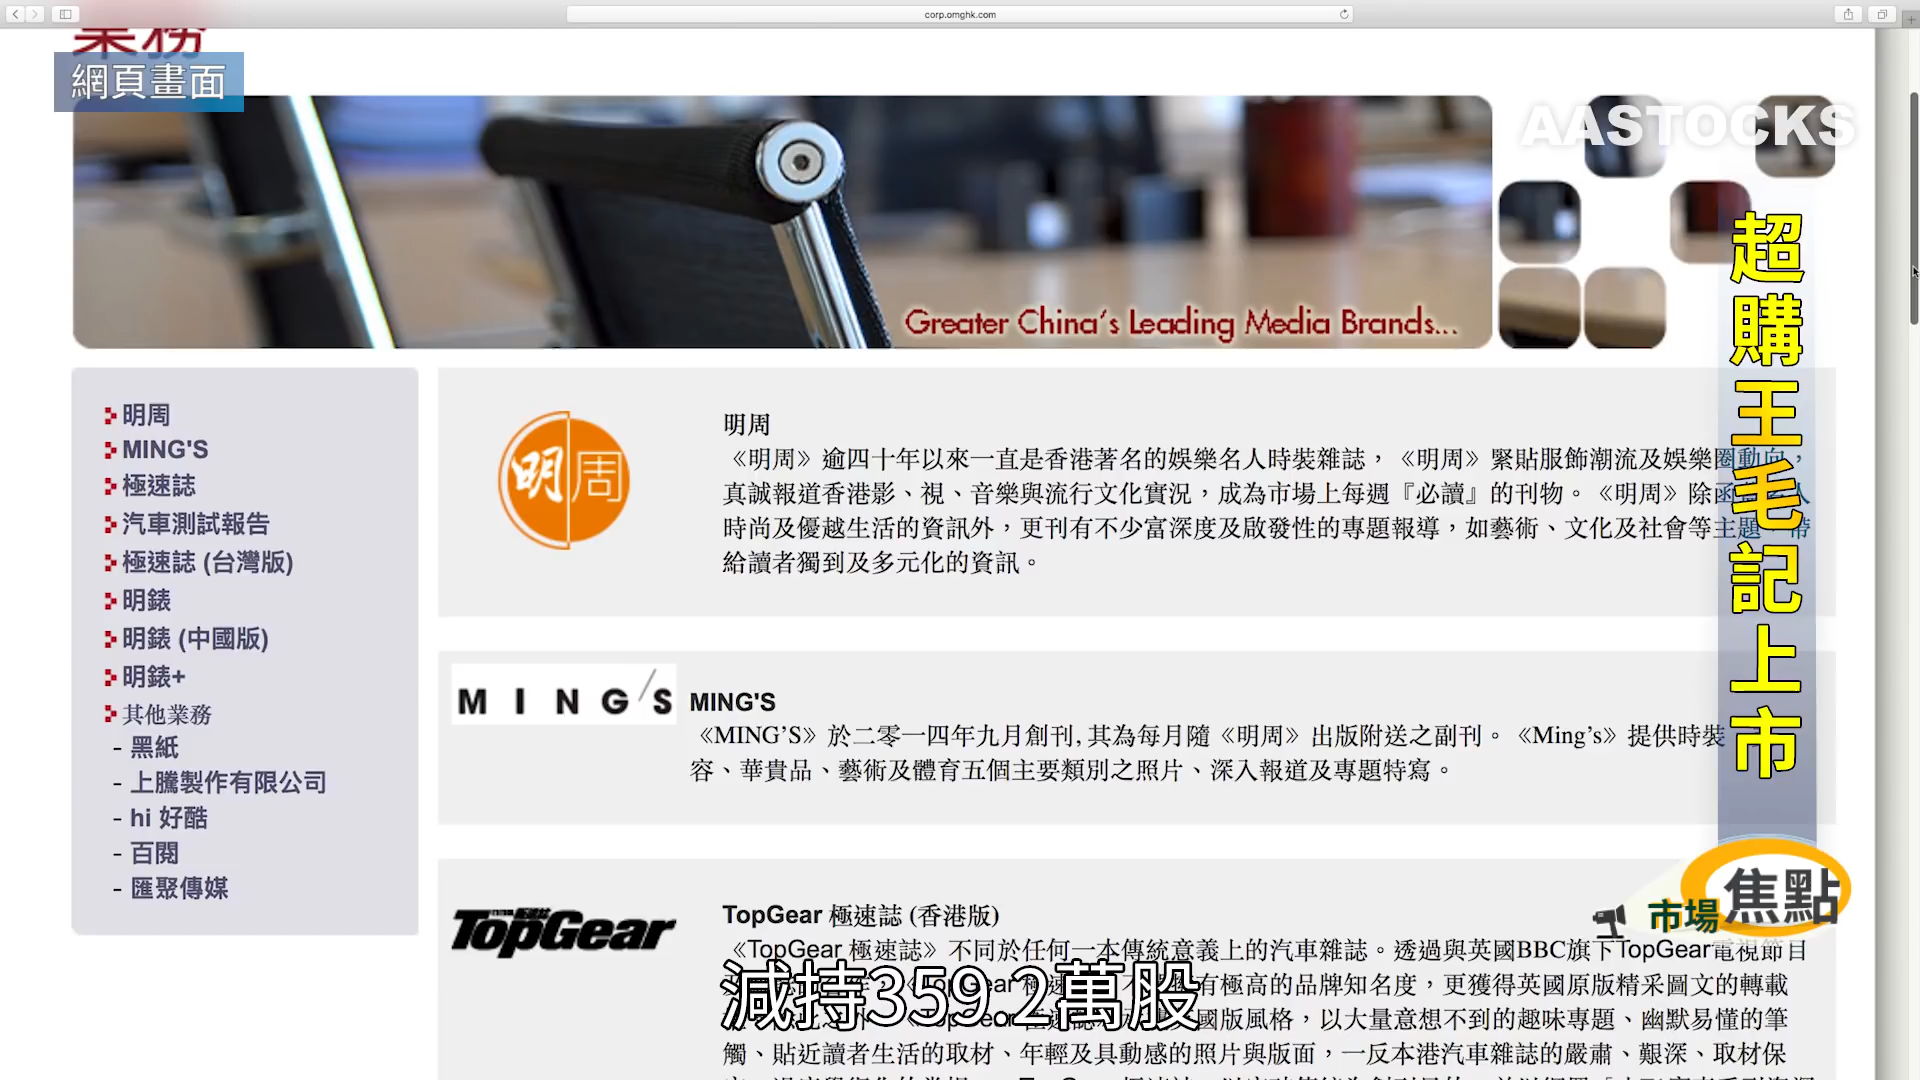 corp.omghk.com
業務
網頁畫面
AASTOCKS
Greater China's Leading Media Brands...
超購王毛記上市
明周
MING'S
極速誌
汽車測試報告
極速誌 (台灣版)
明錶
明錶 (中國版)
明錶+
其他業務
- 黑紙
- 上騰製作有限公司
- hi 好酷
- 百閱
- 匯聚傳媒
明周
明周
《明周》逾四十年以來一直是香港著名的娛樂名人時裝雜誌，《明周》緊貼服飾潮流及娛樂圈動向，
真誠報道香港影、視、音樂與流行文化實況，成為市場上每週『必讀』的刊物。《明周》除
時尚及優越生活的資訊外，更刊有不少富深度及啟發性的專題報導，如藝術、文化及社會等主題，帶
給讀者獨到及多元化的資訊。
MING'S
MING'S
《MING'S》於二零一四年九月創刊, 其為每月隨《明周》出版附送之副刊。《Ming's》提供時裝
容、華貴品、藝術及體育五個主要類別之照片、深入報道及專題特寫。
TopGear
TopGear 極速誌 (香港版)
《TopGear 極速誌》不同於任何一本傳統意義上的汽車雜誌。透過與英國BBC旗下TopGear電視節目
有極高的品牌知名度，更獲得英國原版精采圖文的轉載
國版風格，以大量意想不到的趣味專題、幽默易懂的筆
觸、貼近讀者生活的取材、年輕及具動感的照片與版面，一反本港汽車雜誌的嚴肅、艱深、取材保
市場焦點
減持359.2萬股